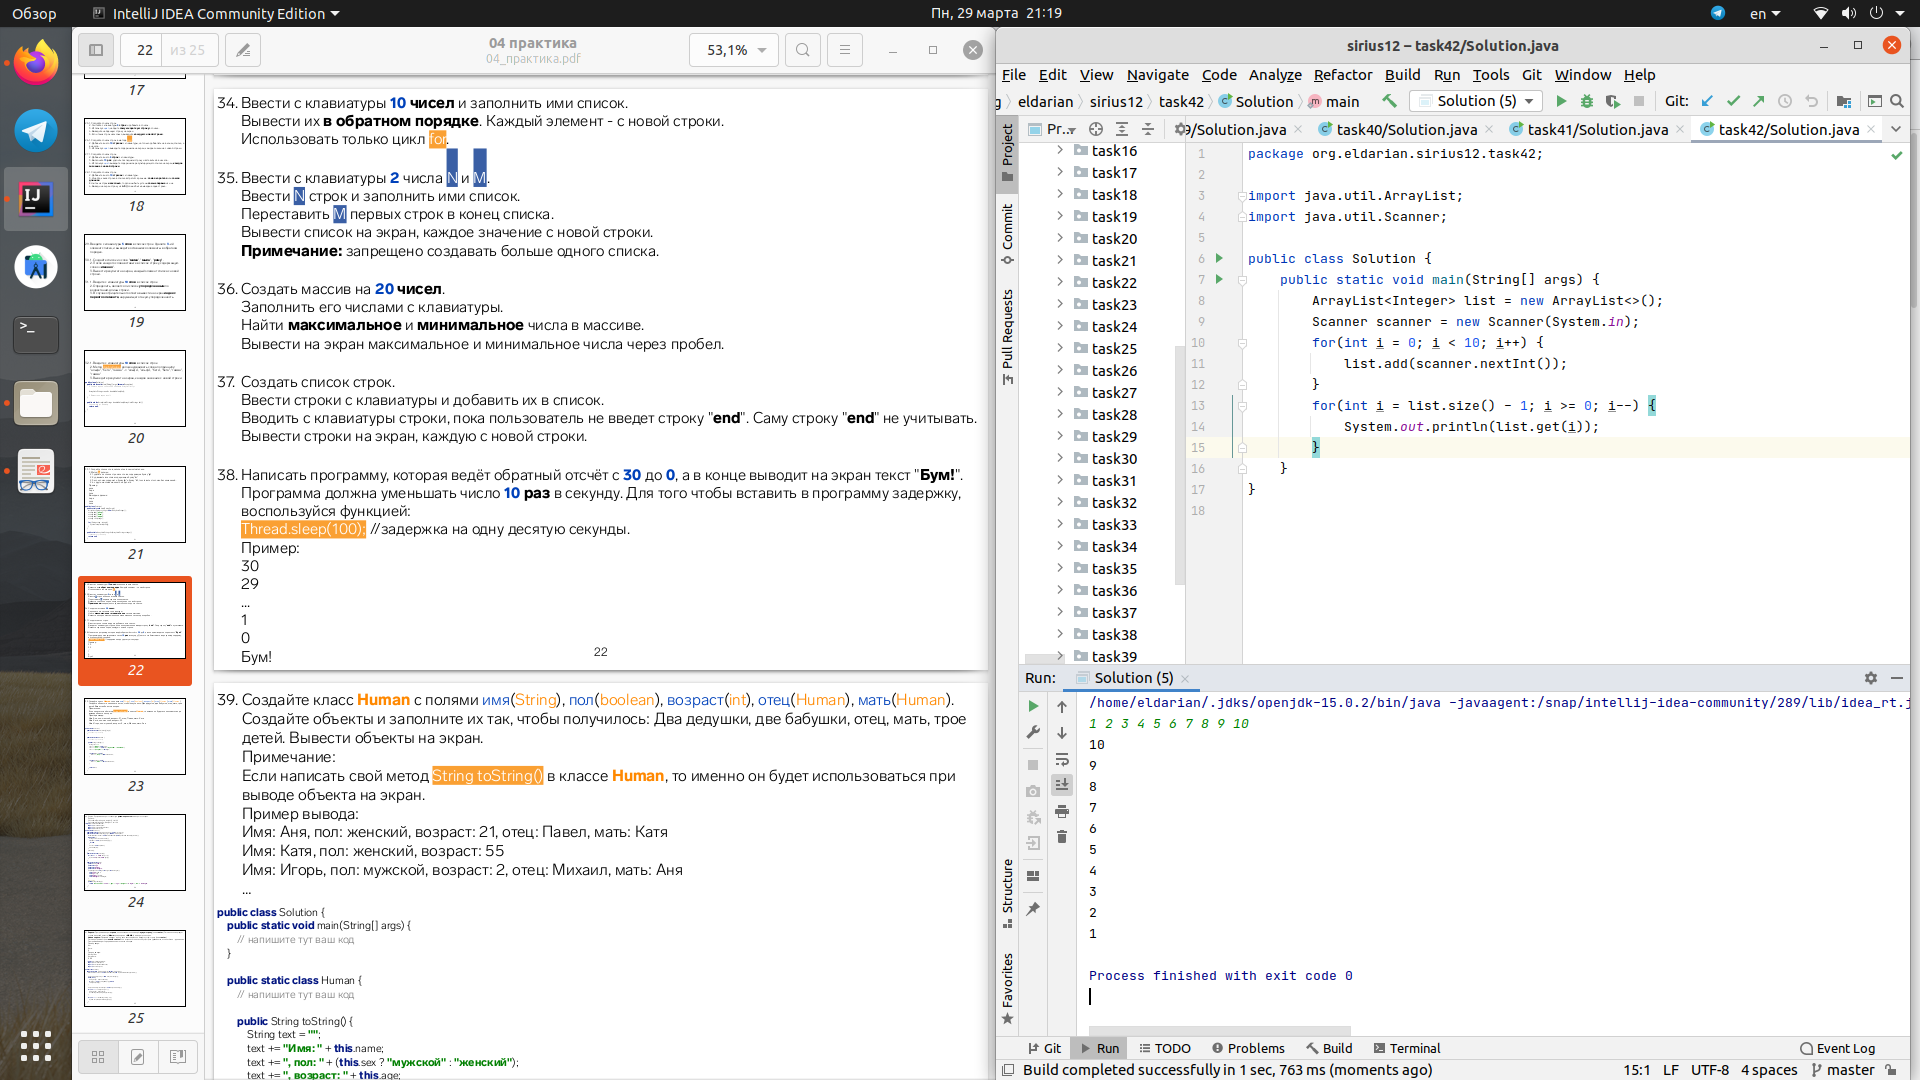 Обзор
IntelliJ IDEA Community Edition
Пн, 29 марта 21:19
en
22
из 25
04 практика
04_практика.pdf
53,1%
17
18
19
20
21
22
23
24
25
34. Ввести с клавиатуры 10 чисел и заполнить ими список.
Вывести их в обратном порядке. Каждый элемент - с новой строки.
Использовать только цикл for.
35. Ввести с клавиатуры 2 числа N и M.
Ввести N строк и заполнить ими список.
Переставить M первых строк в конец списка.
Вывести список на экран, каждое значение с новой строки.
Примечание: запрещено создавать больше одного списка.
36. Создать массив на 20 чисел.
Заполнить его числами с клавиатуры.
Найти максимальное и минимальное числа в массиве.
Вывести на экран максимальное и минимальное числа через пробел.
37. Создать список строк.
Ввести строки с клавиатуры и добавить их в список.
Вводить с клавиатуры строки, пока пользователь не введет строку "end". Саму строку "end" не учитывать.
Вывести строки на экран, каждую с новой строки.
38. Написать программу, которая ведёт обратный отсчёт с 30 до 0, а в конце выводит на экран текст "Бум!".
Программа должна уменьшать число 10 раз в секунду. Для того чтобы вставить в программу задержку,
воспользуйся функцией:
Thread.sleep(100); //задержка на одну десятую секунды.
Пример:
30
29
...
1
0
Бум!
22
39. Создайте класс Human с полями имя(String), пол(boolean), возраст(int), отец(Human), мать(Human).
Создайте объекты и заполните их так, чтобы получилось: Два дедушки, две бабушки, отец, мать, трое
детей. Вывести объекты на экран.
Примечание:
Если написать свой метод String toString() в классе Human, то именно он будет использоваться при
выводе объекта на экран.
Пример вывода:
Имя: Аня, пол: женский, возраст: 21, отец: Павел, мать: Катя
Имя: Катя, пол: женский, возраст: 55
Имя: Игорь, пол: мужской, возраст: 2, отец: Михаил, мать: Аня
...
public class Solution {
public static void main(String[] args) {
// напишите тут ваш код
}
public static class Human {
// напишите тут ваш код
public String toString() {
String text = "";
text += "Имя: " + this.name;
text += ", пол: " + (this.sex ? "мужской" : "женский");
text += ", возраст: " + this.age;
sirius12 – task42/Solution.java
File Edit View Navigate Code Analyze Refactor Build Run Tools Git Window Help
g eldarian sirius12 task42 Solution main
Solution (5)
Git:
Project
Commit
Pull Requests
Structure
Favorites
Pr...
9/Solution.java
task40/Solution.java
task41/Solution.java
task42/Solution.java
task16
task17
task18
task19
task20
task21
task22
task23
task24
task25
task26
task27
task28
task29
task30
task31
task32
task33
task34
task35
task36
task37
task38
task39
1 package org.eldarian.sirius12.task42;
2
3 import java.util.ArrayList;
4 import java.util.Scanner;
5
6 public class Solution {
7 public static void main(String[] args) {
8 ArrayList<Integer> list = new ArrayList<>();
9 Scanner scanner = new Scanner(System.in);
10 for(int i = 0; i < 10; i++) {
11 list.add(scanner.nextInt());
12 }
13 for(int i = list.size() - 1; i >= 0; i--) {
14 System.out.println(list.get(i));
15 }
16 }
17 }
18
Run: Solution (5)
/home/eldarian/.jdks/openjdk-15.0.2/bin/java -javaagent:/snap/intellij-idea-community/289/lib/idea_rt.j
1 2 3 4 5 6 7 8 9 10
10
9
8
7
6
5
4
3
2
1
Process finished with exit code 0
Git Run TODO Problems Build Terminal Event Log
Build completed successfully in 1 sec, 763 ms (moments ago)
15:1 LF UTF-8 4 spaces master